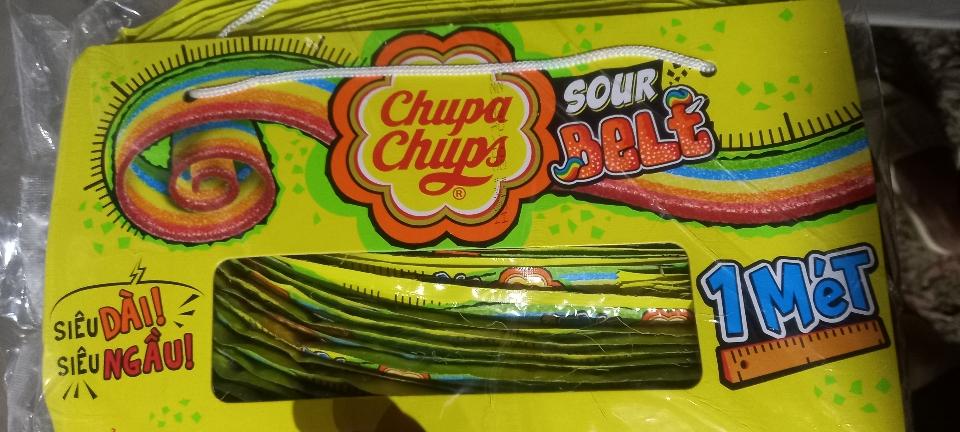 Chupa
Chups
®
SOUR
BELT
1 MéT
SIÊU DÀI!
SIÊU NGẦU!